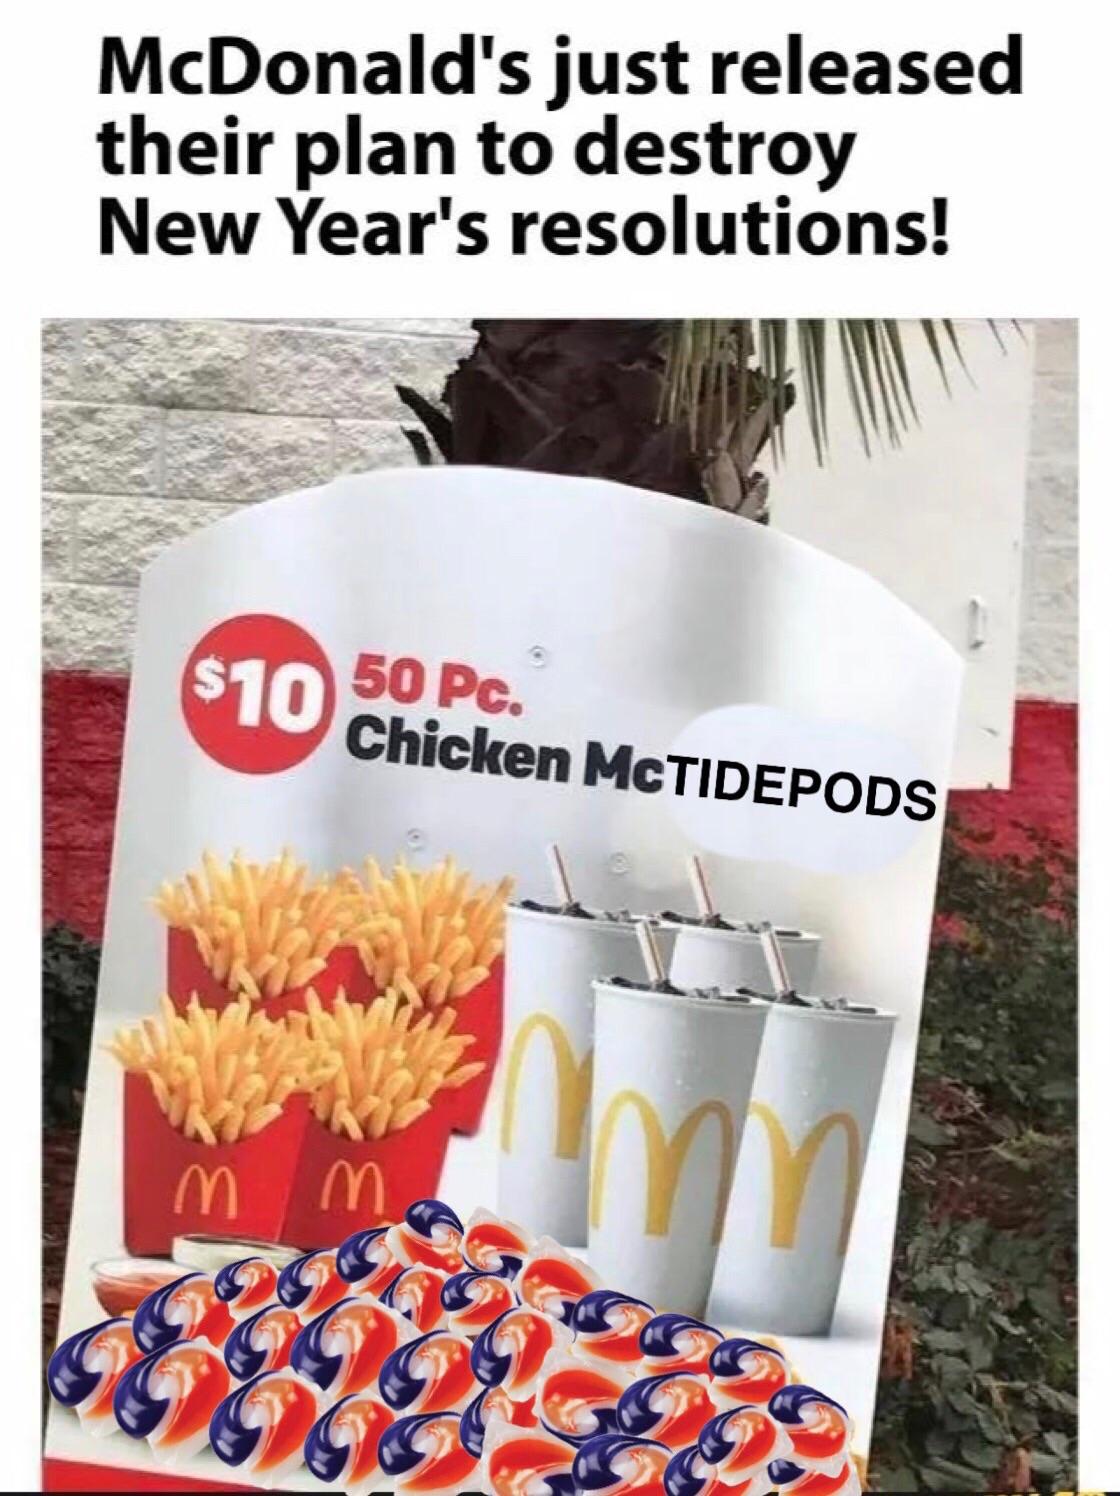 McDonald's just released
their plan to destroy
New Year's resolutions!
$10
50 Pc.
Chicken McTIDEPODS